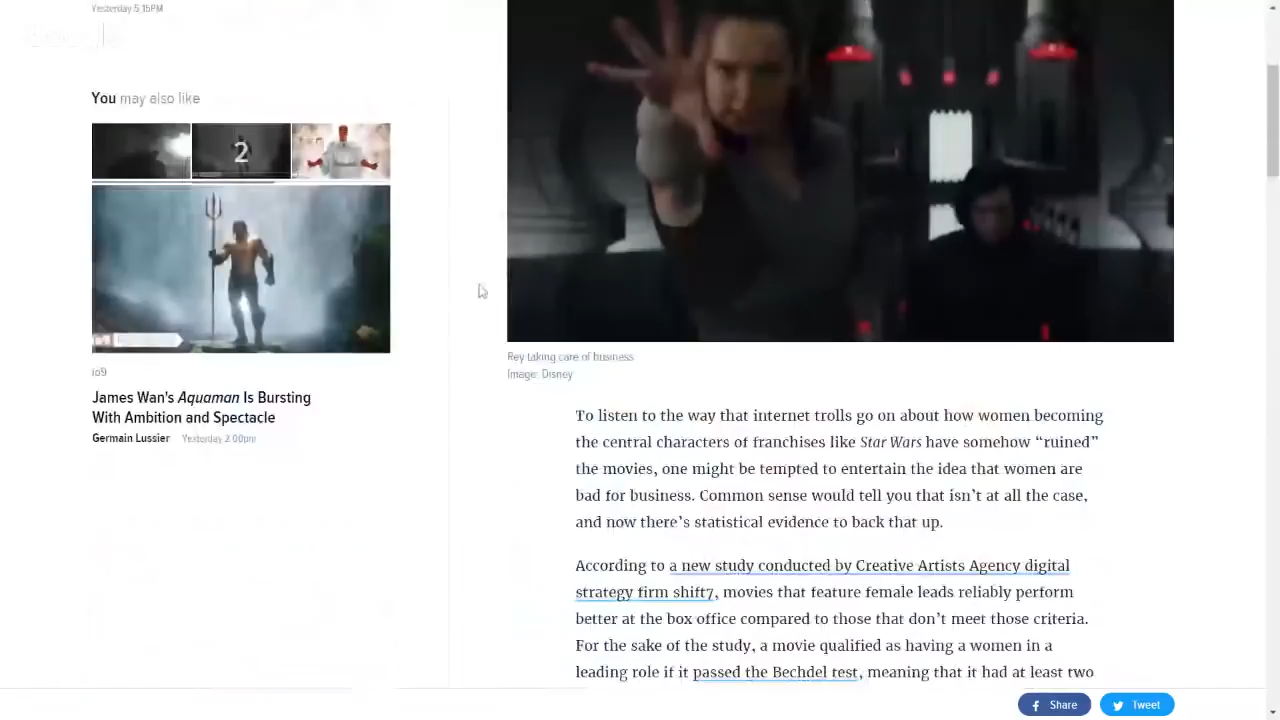 Yesterday 5:15PM
You may also like
2
io9
James Wan's Aquaman Is Bursting
With Ambition and Spectacle
Germain Lussier Yesterday 2:00pm
Rey taking care of business
Image: Disney
To listen to the way that internet trolls go on about how women becoming
the central characters of franchises like Star Wars have somehow “ruined”
the movies, one might be tempted to entertain the idea that women are
bad for business. Common sense would tell you that isn’t at all the case,
and now there’s statistical evidence to back that up.
According to a new study conducted by Creative Artists Agency digital
strategy firm shift7, movies that feature female leads reliably perform
better at the box office compared to those that don’t meet those criteria.
For the sake of the study, a movie qualified as having a women in a
leading role if it passed the Bechdel test, meaning that it had at least two
Share
Tweet